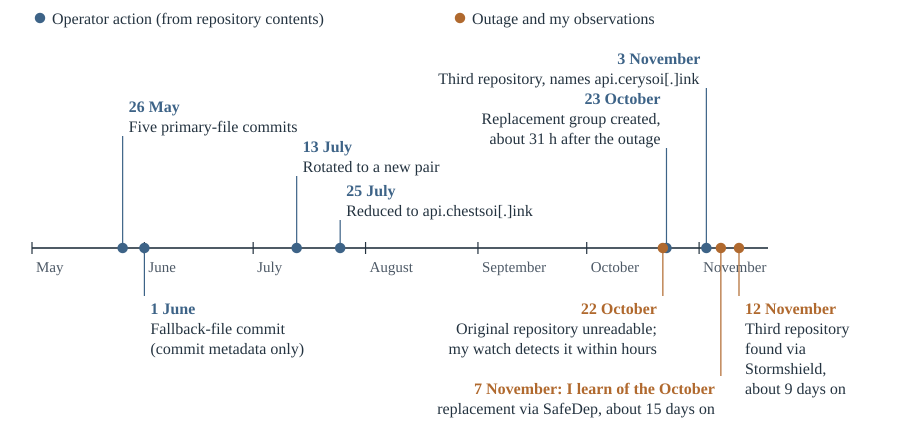 Operator action (from repository contents)
Outage and my observations
3 November
Third repository, names api.cerysoi[.]ink
23 October
Replacement group created,
about 31 h after the outage
26 May
Five primary-file commits
13 July
Rotated to a new pair
25 July
Reduced to api.chestsoi[.]ink
May
June
July
August
September
October
November
1 June
Fallback-file commit
(commit metadata only)
22 October
Original repository unreadable;
my watch detects it within hours
12 November
Third repository
found via
Stormshield,
about 9 days on
7 November: I learn of the October
replacement via SafeDep, about 15 days on